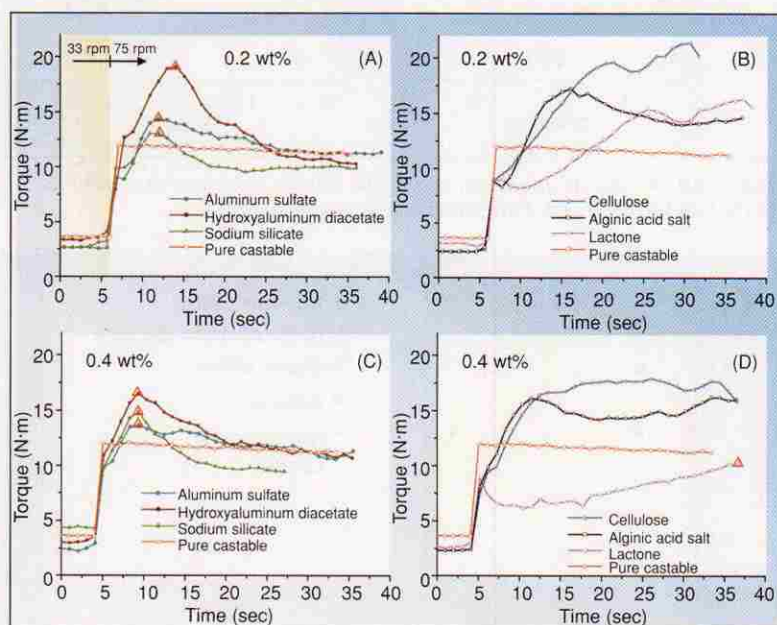 33 rpm 75 rpm
0.2 wt%
(A)
Torque (N·m)
20
15
10
5
0
Aluminum sulfate
Hydroxyaluminum diacetate
Sodium silicate
Pure castable
0 5 10 15 20 25 30 35 40
Time (sec)
0.2 wt%
(B)
Torque (N·m)
20
15
10
5
0
Cellulose
Alginic acid salt
Lactone
Pure castable
0 5 10 15 20 25 30 35 40
Time (sec)
0.4 wt%
(C)
Torque (N·m)
20
15
10
5
0
Aluminum sulfate
Hydroxyaluminum diacetate
Sodium silicate
Pure castable
0 5 10 15 20 25 30 35 40
Time (sec)
0.4 wt%
(D)
Torque (N·m)
20
15
10
5
0
Cellulose
Alginic acid salt
Lactone
Pure castable
0 5 10 15 20 25 30 35 40
Time (sec)